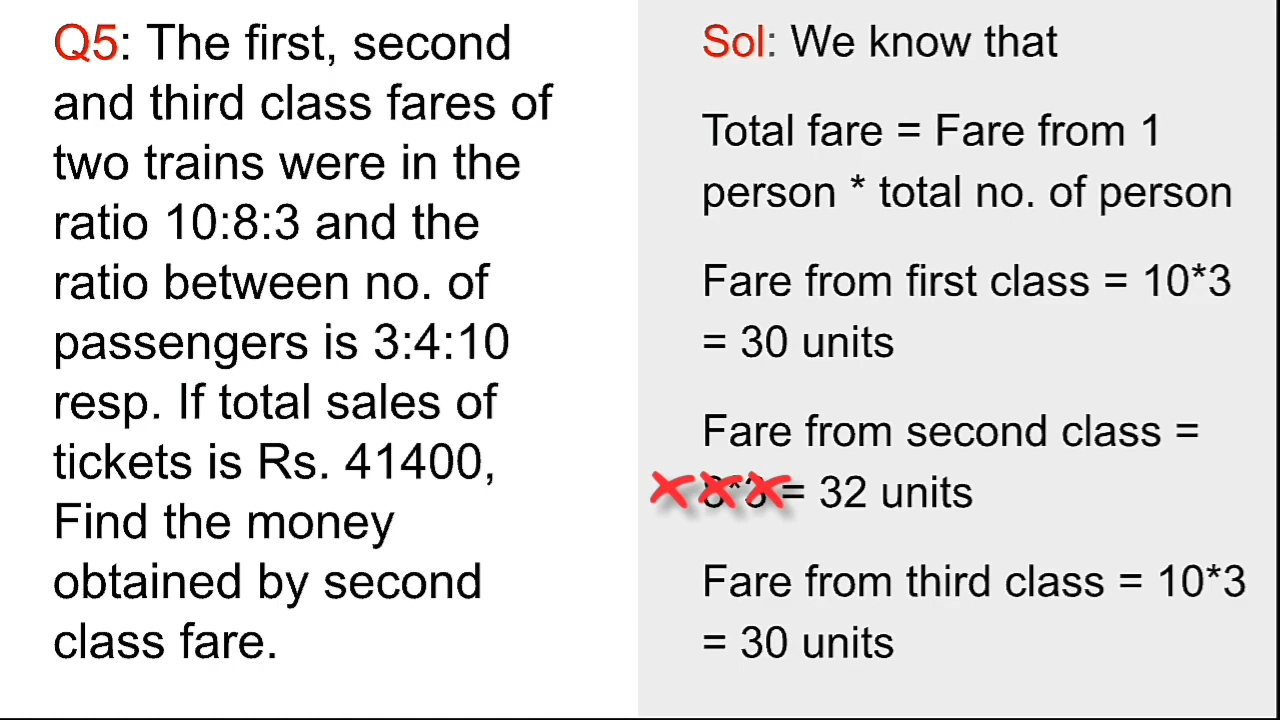 Q5: The first, second
and third class fares of
two trains were in the
ratio 10:8:3 and the
ratio between no. of
passengers is 3:4:10
resp. If total sales of
tickets is Rs. 41400,
Find the money
obtained by second
class fare.
Sol: We know that
Total fare = Fare from 1
person * total no. of person
Fare from first class = 10*3
= 30 units
Fare from second class =
8*3 = 32 units
Fare from third class = 10*3
= 30 units